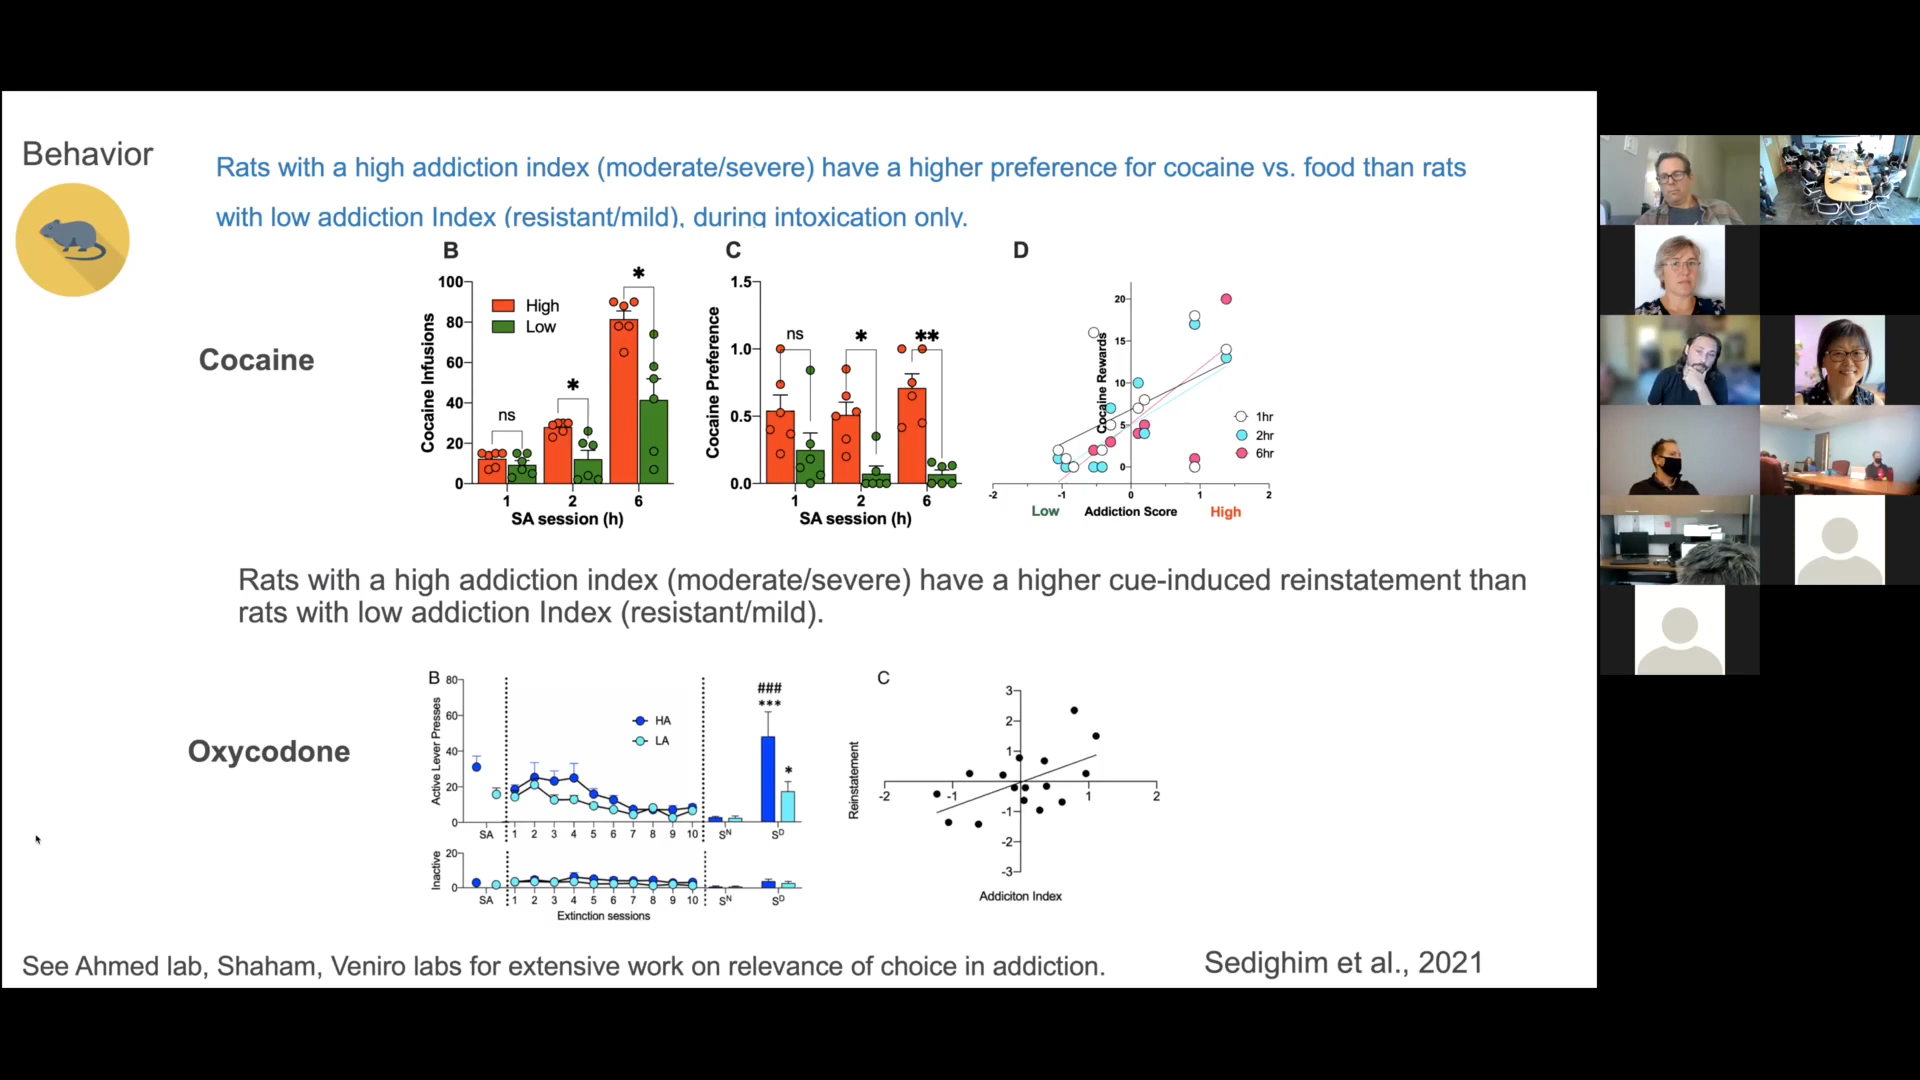 Behavior
Rats with a high addiction index (moderate/severe) have a higher preference for cocaine vs. food than rats
with low addiction Index (resistant/mild), during intoxication only.
Cocaine
B
Cocaine Infusions
100
80
60
40
20
0
High
Low
ns
*
*
1
2
6
SA session (h)
C
Cocaine Preference
1.5
1.0
0.5
0.0
ns
*
**
1
2
6
SA session (h)
D
Cocaine Rewards
20
15
10
5
0
1hr
2hr
6hr
-2
-1
0
1
2
Low
Addiction Score
High
Rats with a high addiction index (moderate/severe) have a higher cue-induced reinstatement than
rats with low addiction Index (resistant/mild).
Oxycodone
B
Active Lever Presses
80
60
40
20
0
HA
LA
###
***
*
SA 1 2 3 4 5 6 7 8 9 10 Sᴺ Sᴰ
Inactive
20
0
SA 1 2 3 4 5 6 7 8 9 10 Sᴺ Sᴰ
Extinction sessions
C
Reinstatement
3
2
1
-2
-1
1
2
-1
-2
-3
Addiciton Index
See Ahmed lab, Shaham, Veniro labs for extensive work on relevance of choice in addiction.
Sedighim et al., 2021